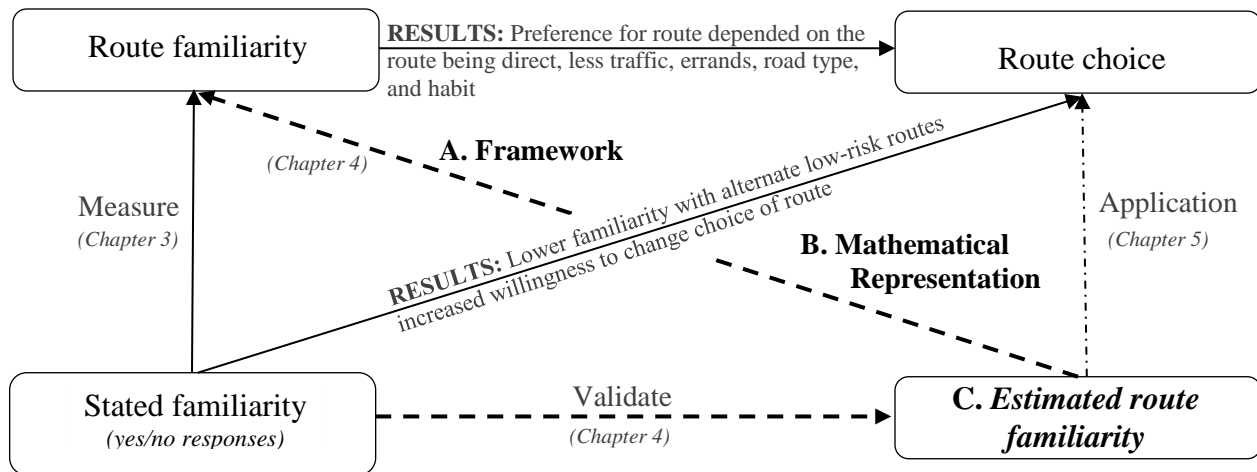 Route familiarity
RESULTS: Preference for route depended on the
route being direct, less traffic, errands, road type,
and habit
Route choice
(Chapter 4)
A. Framework
Measure
(Chapter 3)
RESULTS: Lower familiarity with alternate low-risk routes
increased willingness to change choice of route
Application
(Chapter 5)
B. Mathematical
Representation
Stated familiarity
(yes/no responses)
Validate
(Chapter 4)
C. Estimated route
familiarity